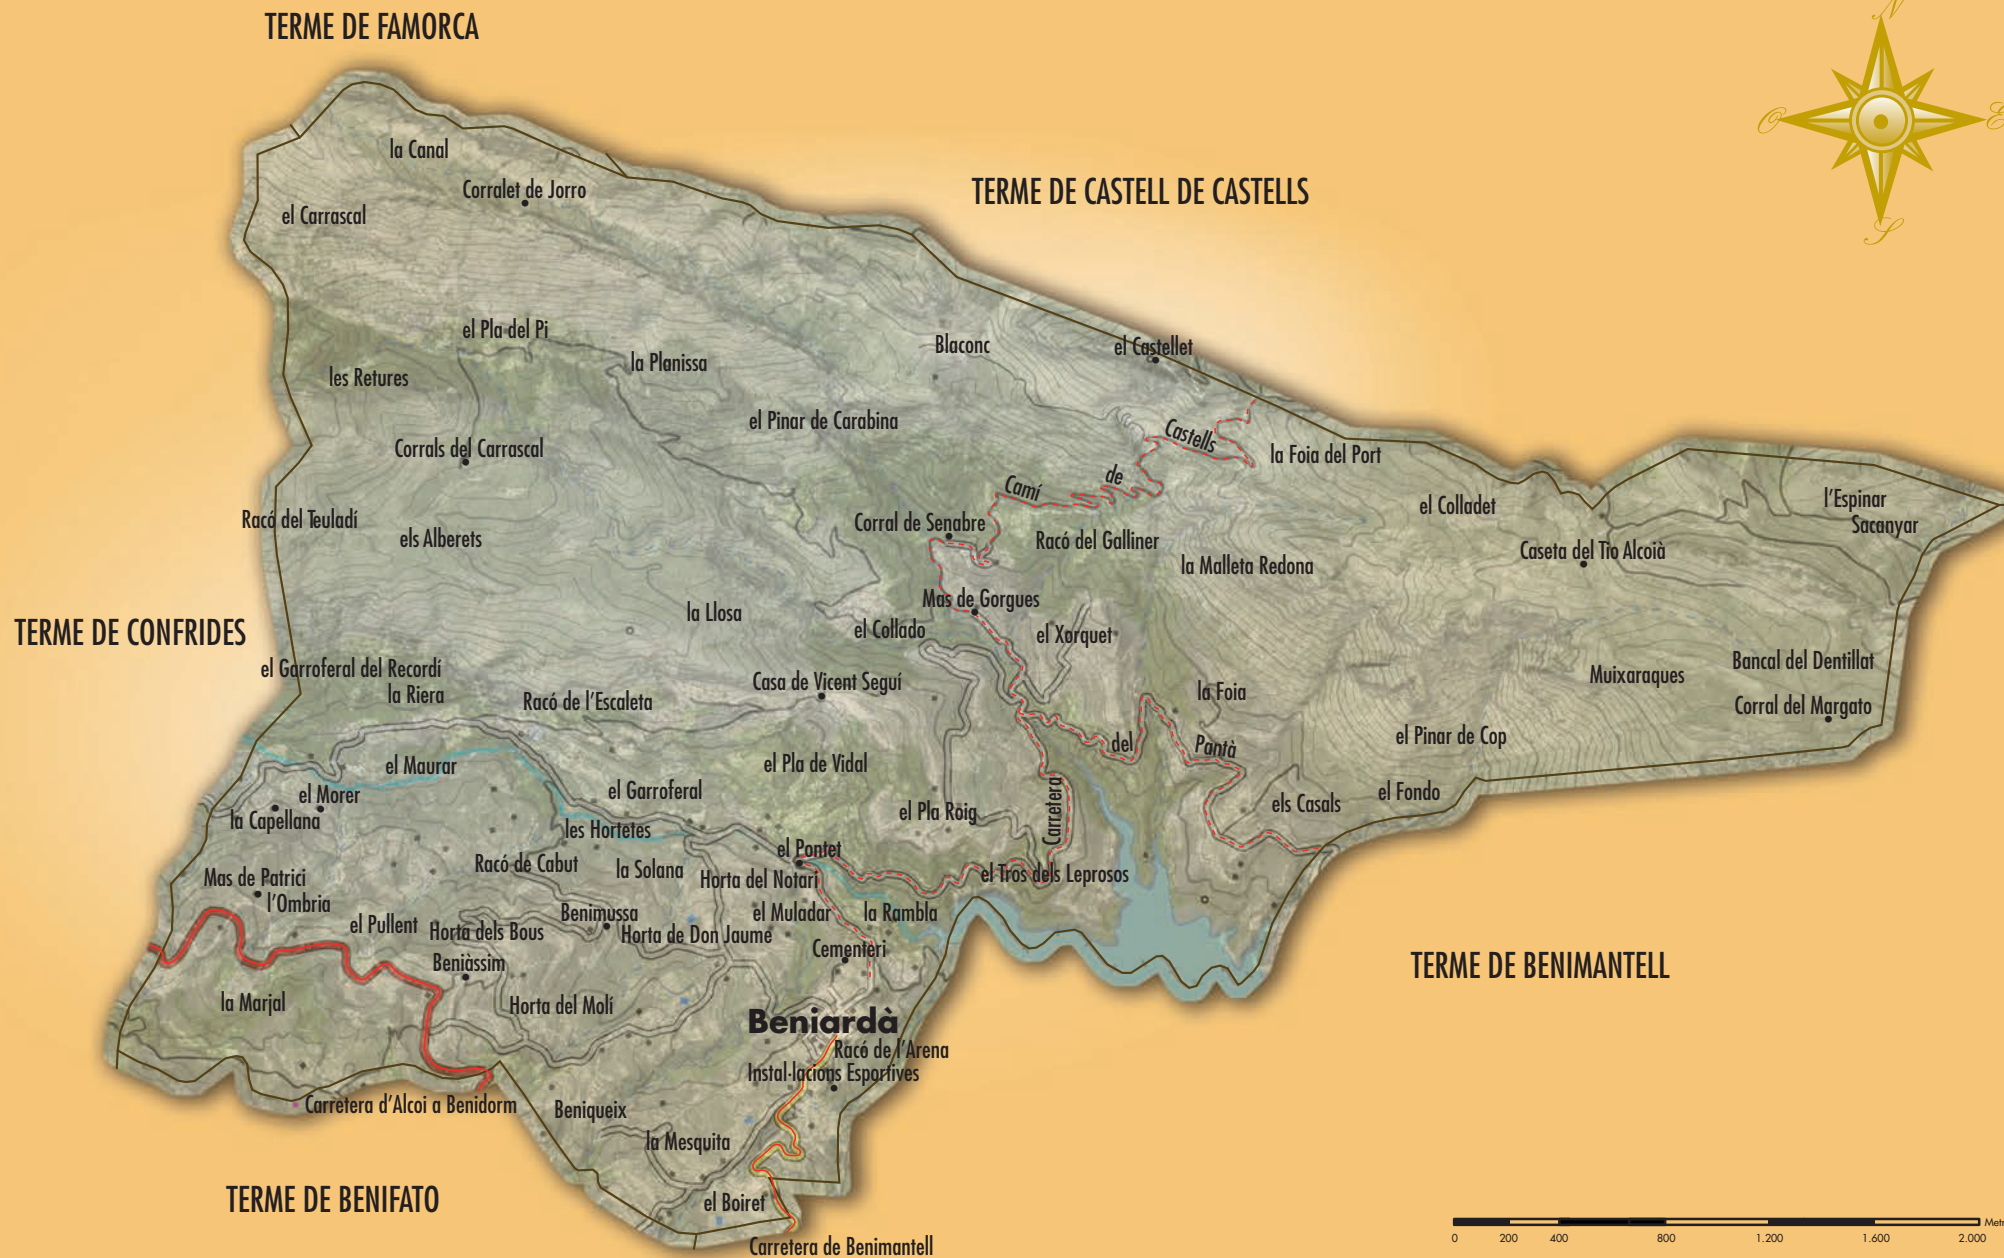 TERME DE FAMORCA
N
O
E
S
la Canal
Corralet de Jorro
el Carrascal
TERME DE CASTELL DE CASTELLS
el Pla del Pi
la Planissa
Blaconc
el Castellet
les Retures
el Pinar de Carabina
Corrals del Carrascal
Camí de Castells
la Foia del Port
el Colladet
l'Espinar
Sacanyar
Racó del Teuladí
els Alberets
Corral de Senabre
Racó del Galliner
la Malleta Redona
Caseta del Tio Alcoià
la Llosa
Mas de Gorgues
el Collado
el Xorquet
TERME DE CONFRIDES
el Garroferal del Recordí
la Riera
Racó de l'Escaleta
Casa de Vicent Seguí
la Foia
Muixaraques
Bancal del Dentillat
Corral del Margato
el Pinar de Cop
Carretera del Pantà
el Maurar
el Pla de Vidal
el Morer
la Capellana
el Garroferal
el Pla Roig
els Casals
el Fondo
les Hortetes
el Pontet
Racó de Cabut
la Solana
Horta del Notari
el Tros dels Leprosos
Mas de Patrici
l'Ombria
el Pullent
Horta dels Bous
Benimussa
Horta de Don Jaume
el Muladar
la Rambla
Cementeri
Beniàssim
TERME DE BENIMANTELL
la Marjal
Horta del Molí
Beniardà
Racó de l'Arena
Instal·lacions Esportives
Carretera d'Alcoi a Benidorm
Beniqueix
la Mesquita
TERME DE BENIFATO
el Boiret
Carretera de Benimantell
Metr
0 200 400 800 1.200 1.600 2.000